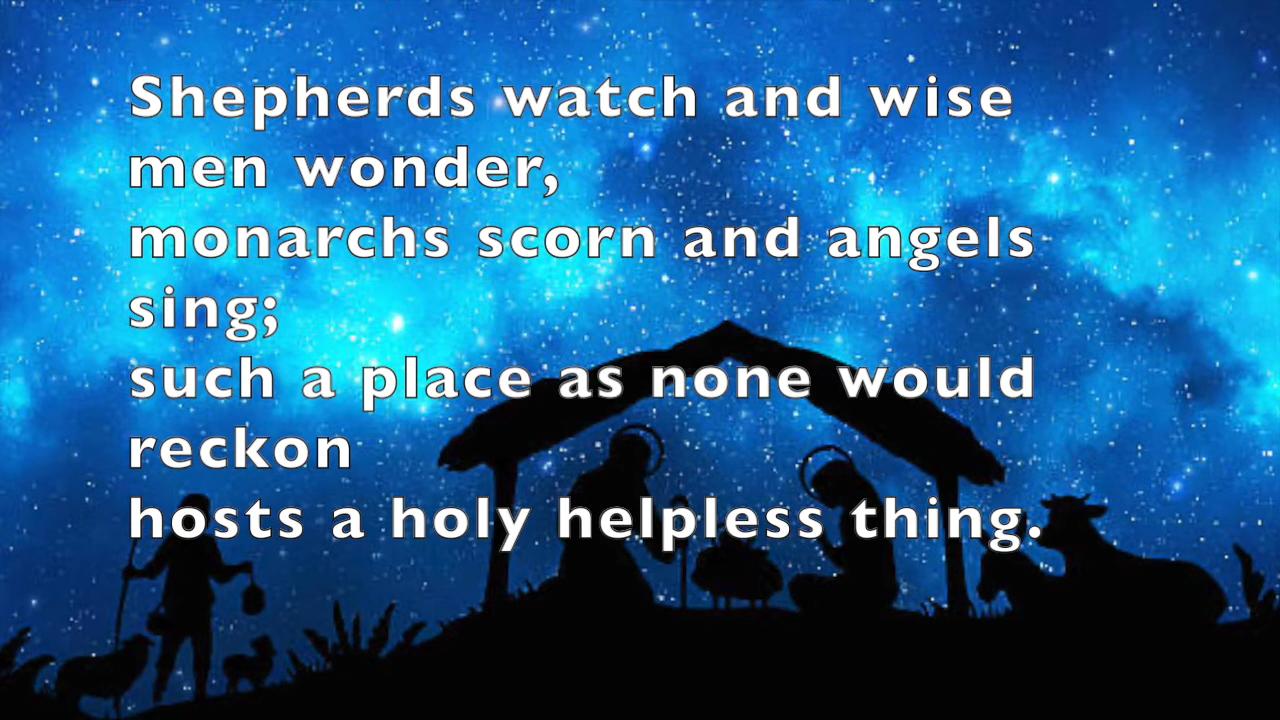 Shepherds watch and wise
men wonder,
monarchs scorn and angels
sing;
such a place as none would
reckon
hosts a holy helpless thing.